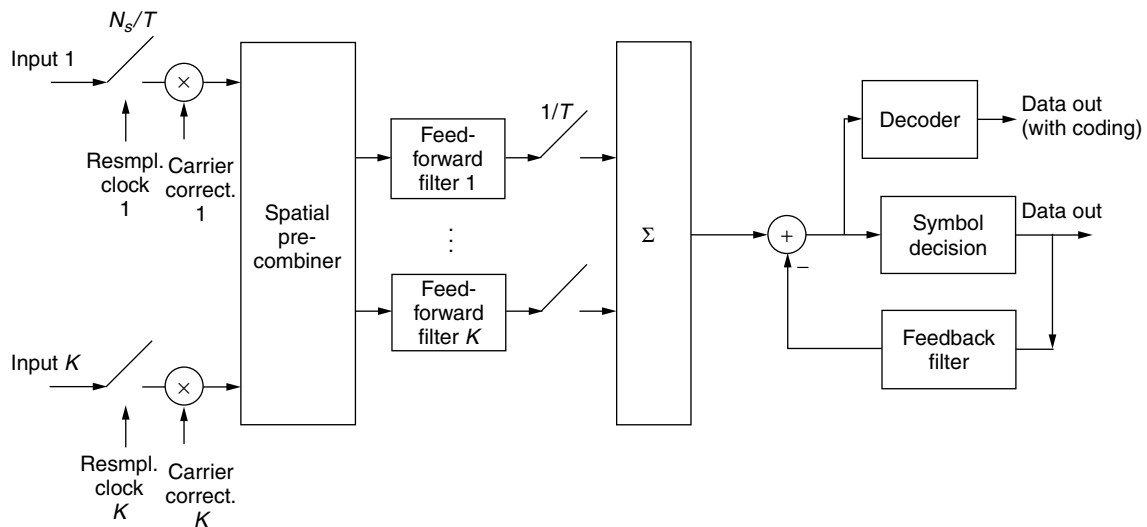 N_s/T
Input 1
×
Resmpl.
clock
1
Carrier
correct.
1
Spatial
pre-
combiner
Feed-
forward
filter 1
1/T
⋮
Feed-
forward
filter K
Σ
+
−
Decoder
Data out
(with coding)
Symbol
decision
Data out
Feedback
filter
Input K
×
Resmpl.
clock
K
Carrier
correct.
K